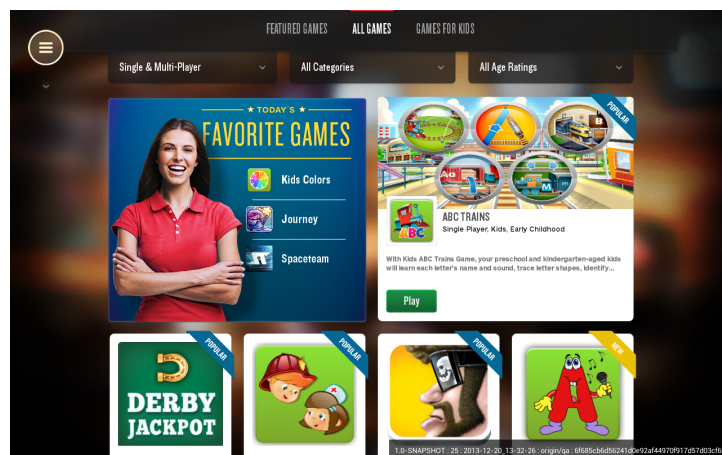 FEATURED GAMES
ALL GAMES
GAMES FOR KIDS
Single & Multi-Player
All Categories
All Age Ratings
TODAY'S
FAVORITE GAMES
Kids Colors
Journey
Spaceteam
POPULAR
B
Aa
M
m
ABC
ABC TRAINS
Single Player, Kids, Early Childhood
With Kids ABC Trains Game, your preschool and kindergarten-aged kids
will learn each letter's name and sound, trace letter shapes, identify...
Play
POPULAR
DERBY
JACKPOT
POPULAR
POPULAR
NEW
A
1.0-SNAPSHOT : 25 : 2013-12-20_13-32-26 : origin/qa : 6f685cb6d56241d0e92af44970f917d57d03cf6